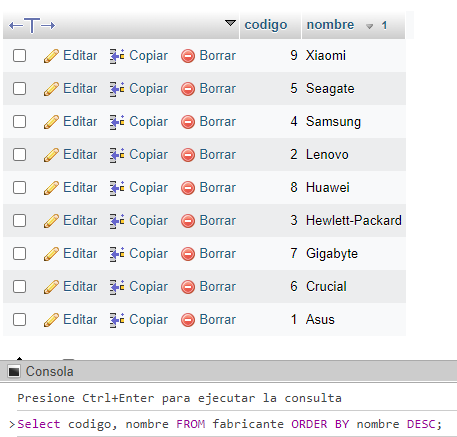 codigo nombre 1
Editar Copiar Borrar 9 Xiaomi
Editar Copiar Borrar 5 Seagate
Editar Copiar Borrar 4 Samsung
Editar Copiar Borrar 2 Lenovo
Editar Copiar Borrar 8 Huawei
Editar Copiar Borrar 3 Hewlett-Packard
Editar Copiar Borrar 7 Gigabyte
Editar Copiar Borrar 6 Crucial
Editar Copiar Borrar 1 Asus
Consola
Presione Ctrl+Enter para ejecutar la consulta
>Select codigo, nombre FROM fabricante ORDER BY nombre DESC;